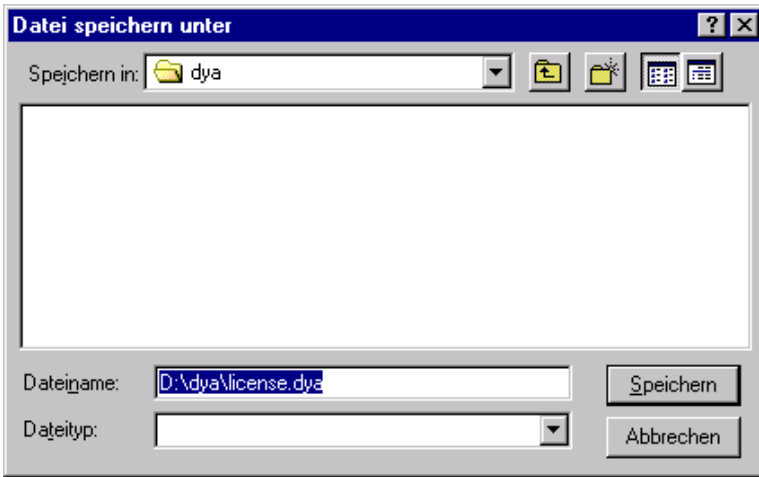 Datei speichern unter
Speichern in: dya
Dateiname: D:\dya\license.dya Speichern
Dateityp: Abbrechen